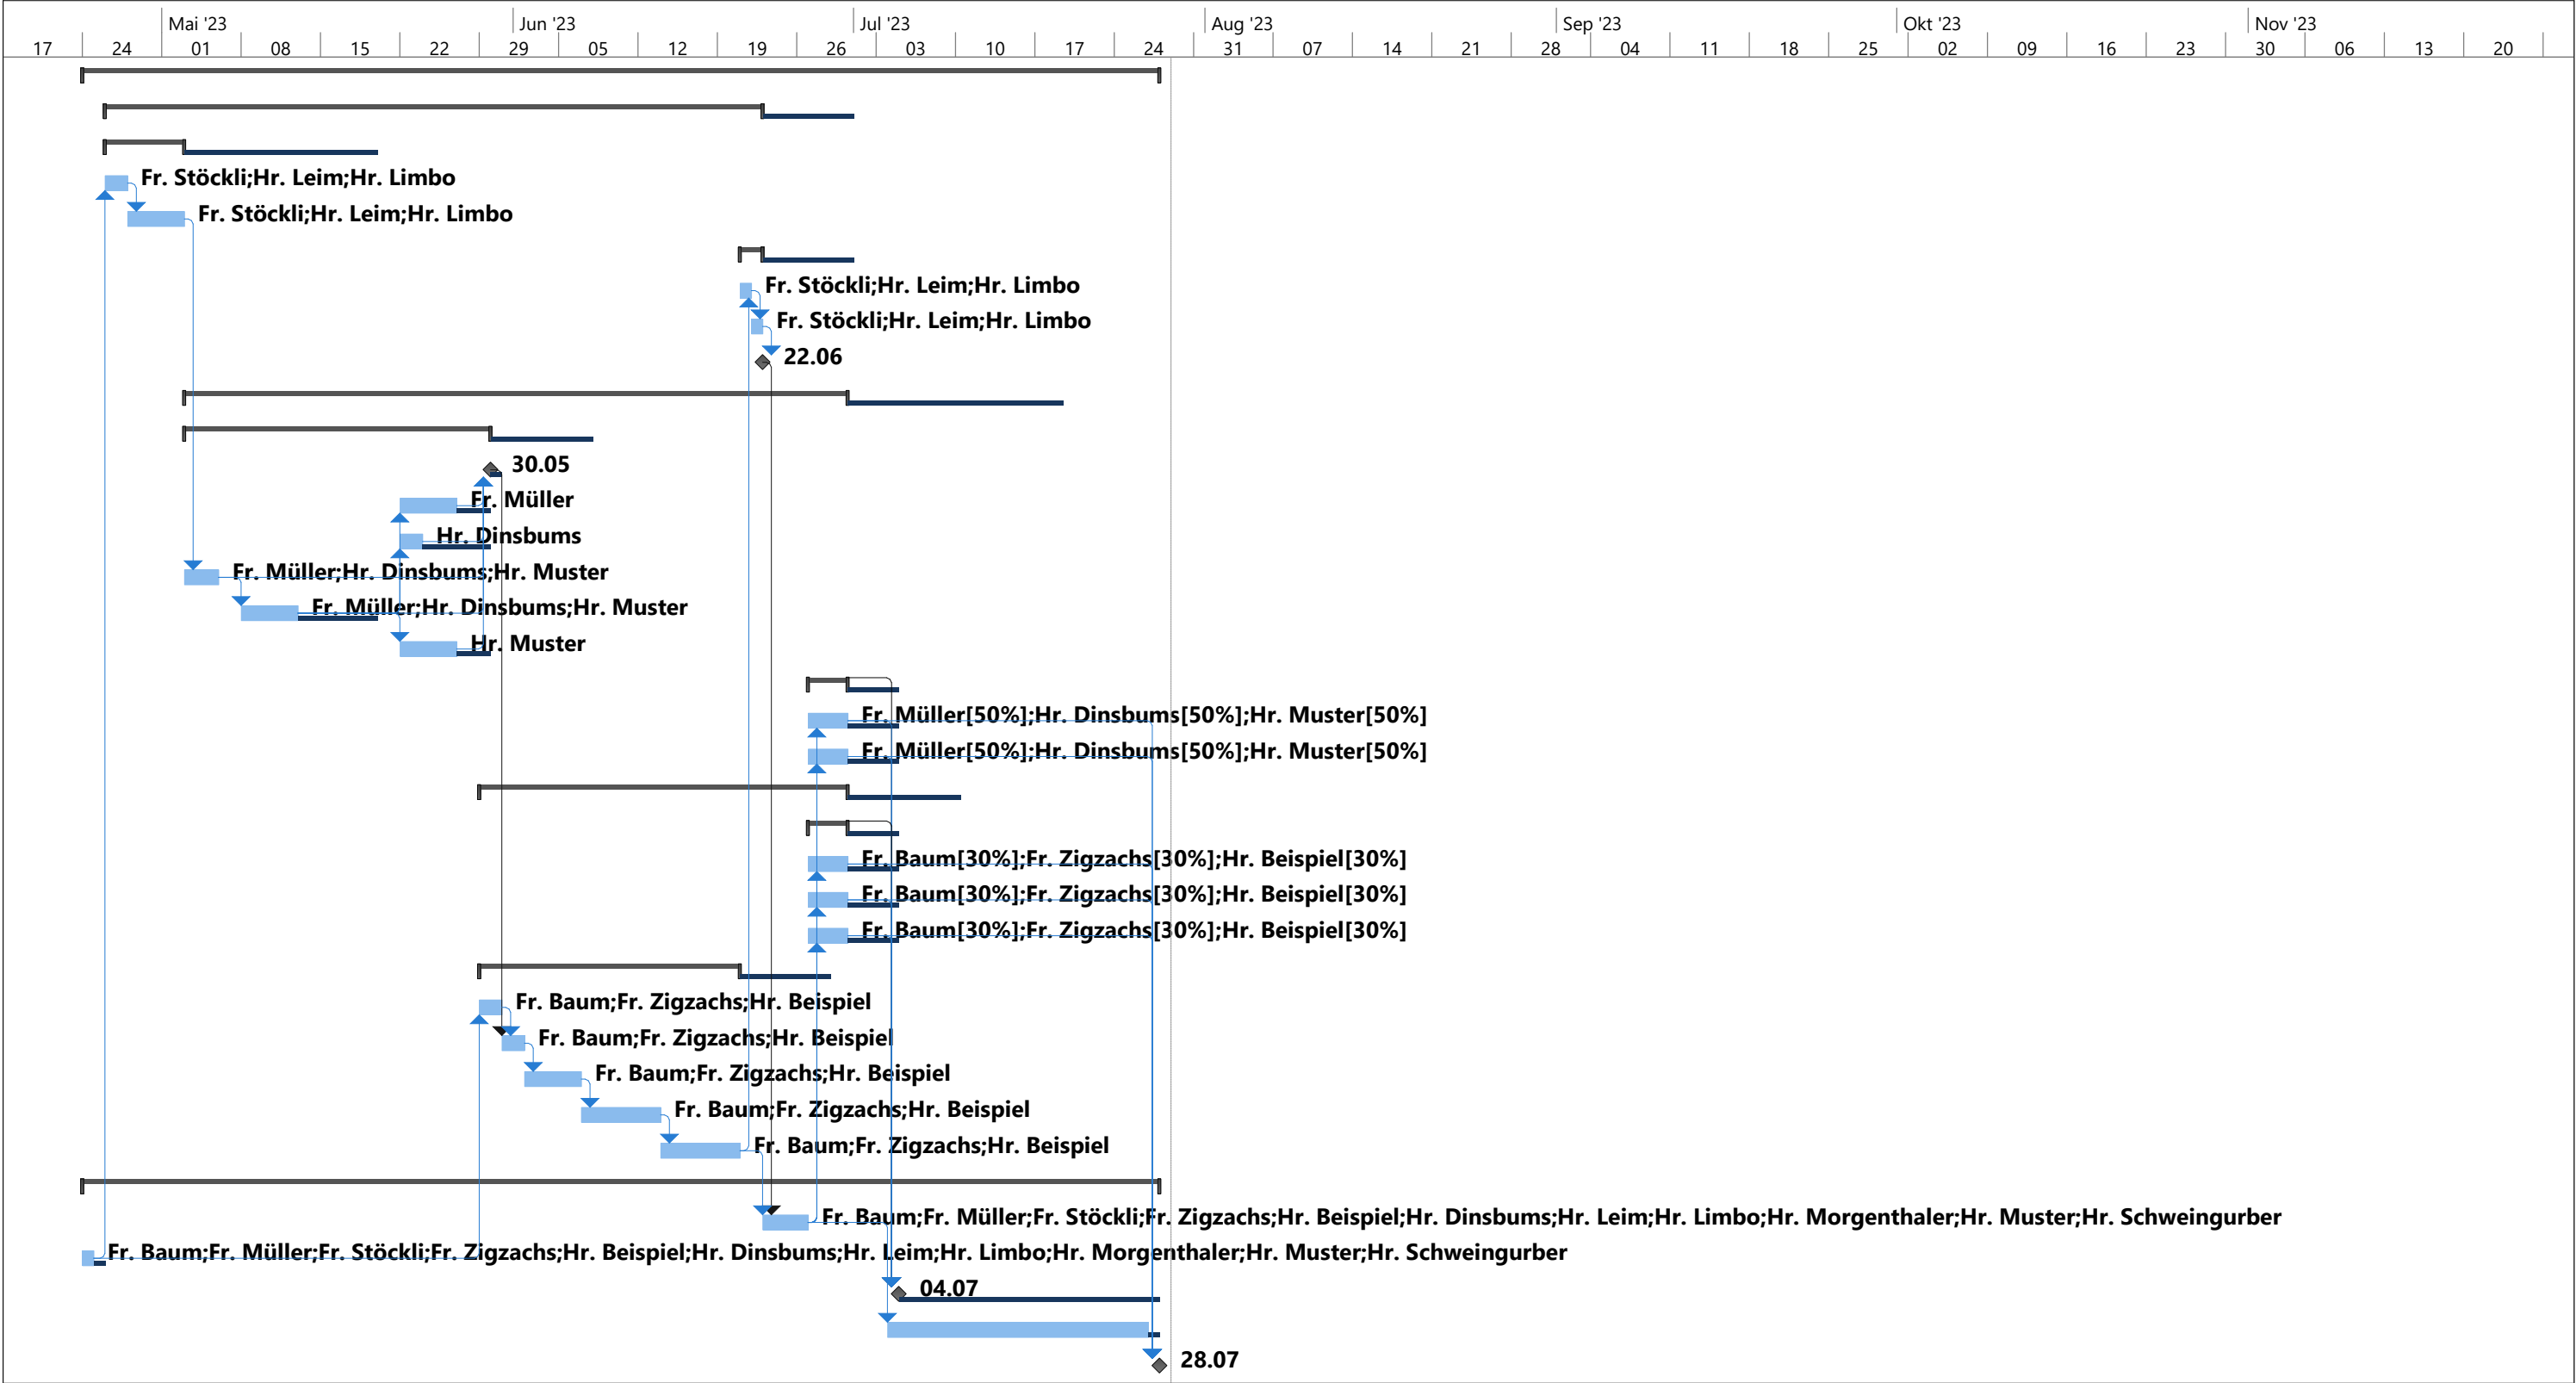 Mai '23 Jun '23 Jul '23 Aug '23 Sep '23 Okt '23 Nov '23
17 24 01 08 15 22 29 05 12 19 26 03 10 17 24 31 07 14 21 28 04 11 18 25 02 09 16 23 30 06 13 20
Fr. Stöckli;Hr. Leim;Hr. Limbo
Fr. Stöckli;Hr. Leim;Hr. Limbo
Fr. Stöckli;Hr. Leim;Hr. Limbo
Fr. Stöckli;Hr. Leim;Hr. Limbo
22.06
30.05
Fr. Müller
Hr. Dinsbums
Fr. Müller;Hr. Dinsbums;Hr. Muster
Fr. Müller;Hr. Dinsbums;Hr. Muster
Hr. Muster
Fr. Müller[50%];Hr. Dinsbums[50%];Hr. Muster[50%]
Fr. Müller[50%];Hr. Dinsbums[50%];Hr. Muster[50%]
Fr. Baum[30%];Fr. Zigzachs[30%];Hr. Beispiel[30%]
Fr. Baum[30%];Fr. Zigzachs[30%];Hr. Beispiel[30%]
Fr. Baum[30%];Fr. Zigzachs[30%];Hr. Beispiel[30%]
Fr. Baum;Fr. Zigzachs;Hr. Beispiel
Fr. Baum;Fr. Zigzachs;Hr. Beispiel
Fr. Baum;Fr. Zigzachs;Hr. Beispiel
Fr. Baum;Fr. Zigzachs;Hr. Beispiel
Fr. Baum;Fr. Zigzachs;Hr. Beispiel
Fr. Baum;Fr. Müller;Fr. Stöckli;Fr. Zigzachs;Hr. Beispiel;Hr. Dinsbums;Hr. Leim;Hr. Limbo;Hr. Morgenthaler;Hr. Muster;Hr. Schweingurber
Fr. Baum;Fr. Müller;Fr. Stöckli;Fr. Zigzachs;Hr. Beispiel;Hr. Dinsbums;Hr. Leim;Hr. Limbo;Hr. Morgenthaler;Hr. Muster;Hr. Schweingurber
04.07
28.07